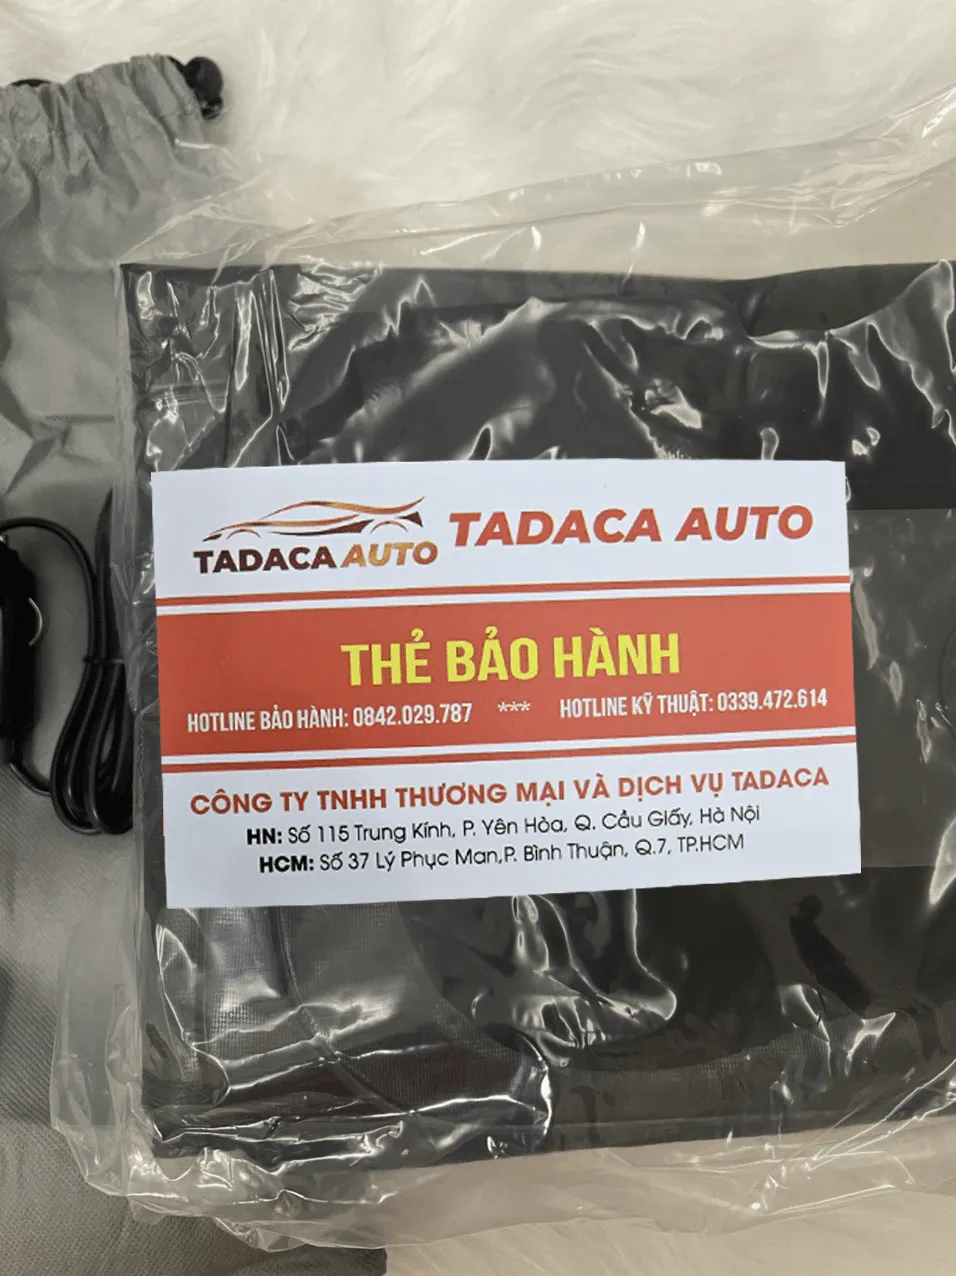 TADACA AUTO
TADACA AUTO
THẺ BẢO HÀNH
HOTLINE BẢO HÀNH: 0842.029.787 *** HOTLINE KỸ THUẬT: 0339.472.614
CÔNG TY TNHH THƯƠNG MẠI VÀ DỊCH VỤ TADACA
HN: Số 115 Trung Kính, P. Yên Hòa, Q. Cầu Giấy, Hà Nội
HCM: Số 37 Lý Phục Man,P. Bình Thuận, Q.7, TP.HCM